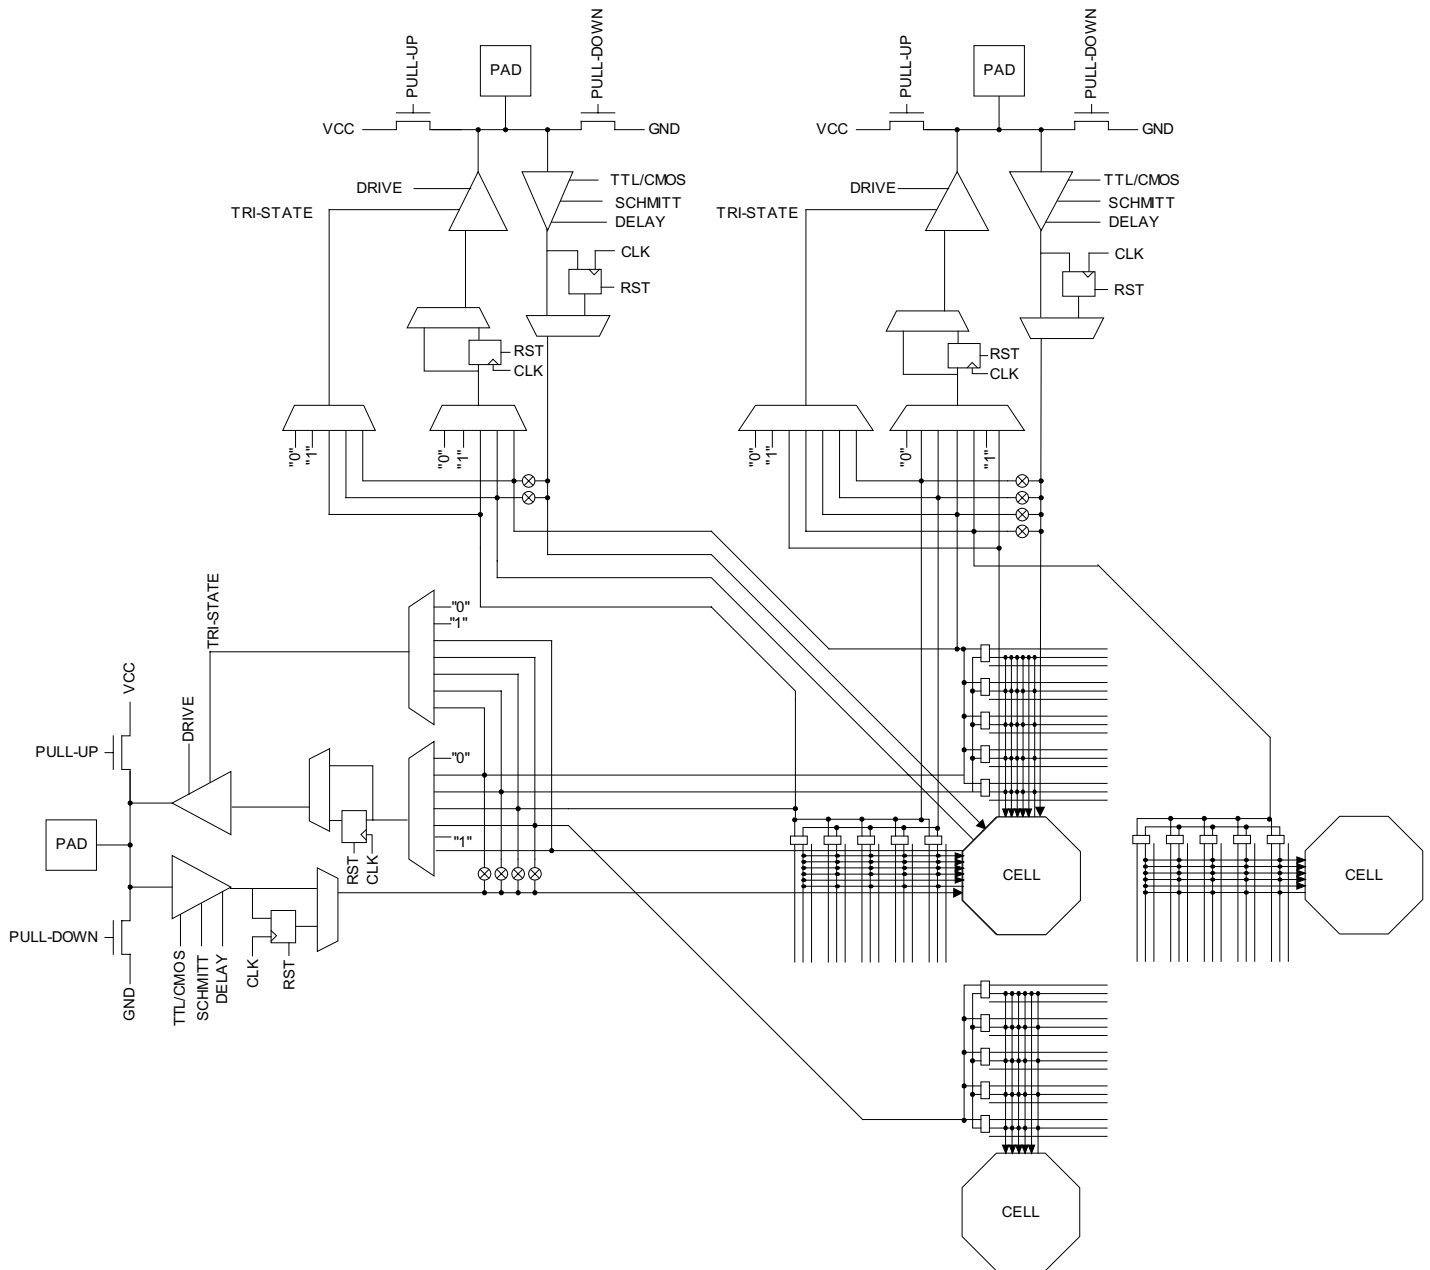 PULL-UP
PAD
PULL-DOWN
VCC
GND
DRIVE
TRI-STATE
TTL/CMOS
SCHMITT
DELAY
CLK
RST
RST
CLK
"0"
"1"
"0"
"1"
PULL-UP
PAD
PULL-DOWN
VCC
GND
DRIVE
TRI-STATE
TTL/CMOS
SCHMITT
DELAY
CLK
RST
RST
CLK
"0"
"1"
"0"
"1"
TRI-STATE
"0"
"1"
VCC
DRIVE
PULL-UP
"0"
PAD
"1"
RST
CLK
PULL-DOWN
GND
TTL/CMOS
SCHMITT
DELAY
CLK
RST
CELL
CELL
CELL